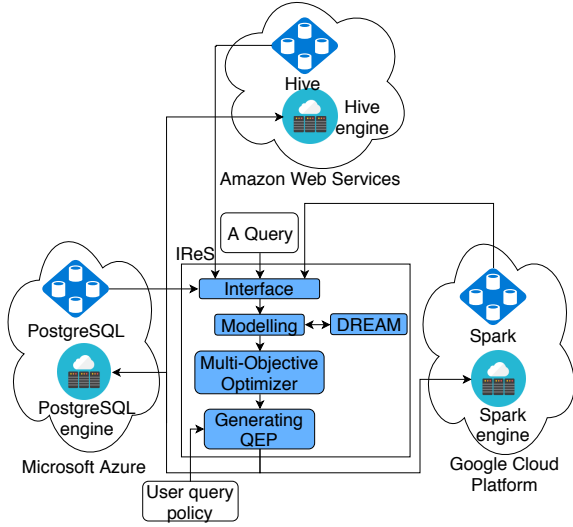 Hive
Hive
engine
Amazon Web Services
A Query
IReS
Interface
PostgreSQL
Modelling
DREAM
Spark
Multi-Objective
Optimizer
PostgreSQL
engine
Generating
QEP
Spark
engine
Microsoft Azure
Google Cloud
Platform
User query
policy